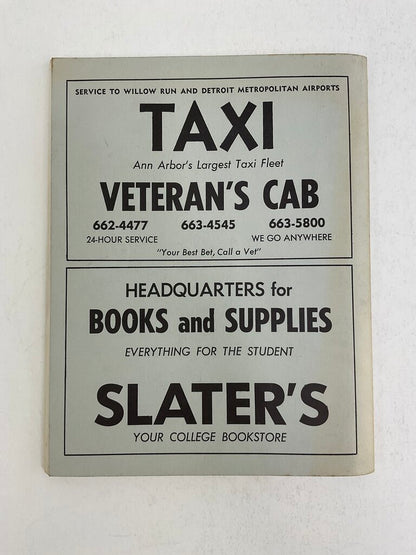 SERVICE TO WILLOW RUN AND DETROIT METROPOLITAN AIRPORTS
TAXI
Ann Arbor's Largest Taxi Fleet
VETERAN'S CAB
662-4477 663-4545 663-5800
24-HOUR SERVICE WE GO ANYWHERE
"Your Best Bet, Call a Vet"
HEADQUARTERS for
BOOKS and SUPPLIES
EVERYTHING FOR THE STUDENT
SLATER'S
YOUR COLLEGE BOOKSTORE